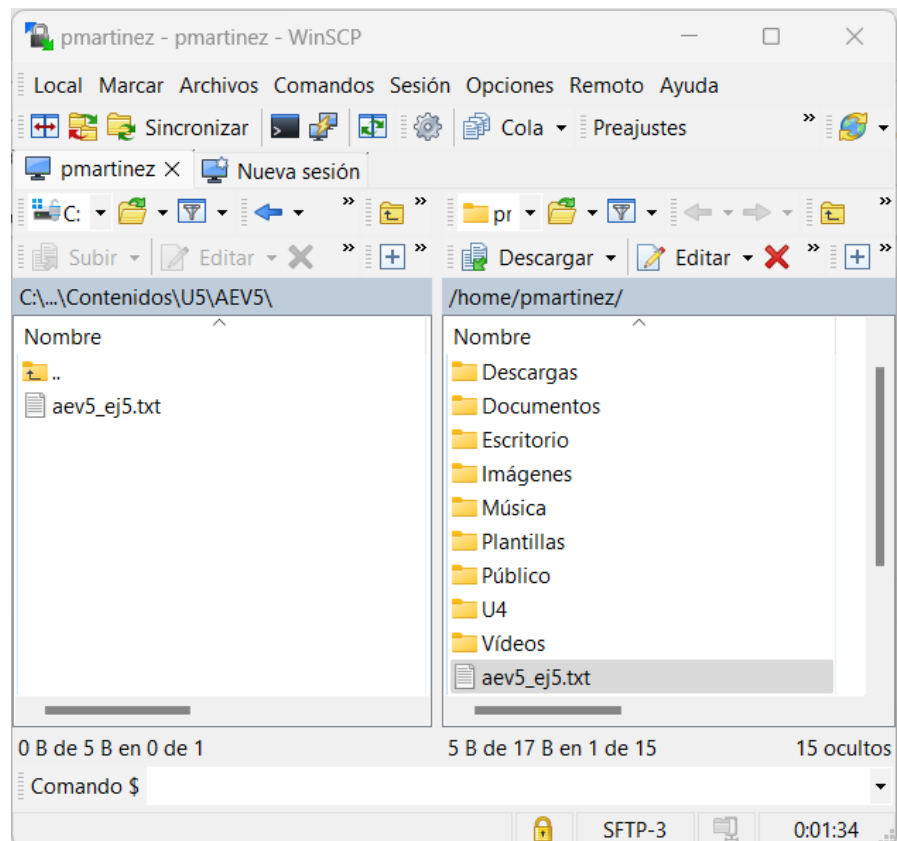 pmartinez - pmartinez - WinSCP
Local Marcar Archivos Comandos Sesión Opciones Remoto Ayuda
Sincronizar Cola Preajustes »
pmartinez Nueva sesión
C: » » pr »
Subir Editar » » Descargar Editar » »
C:\...\Contenidos\U5\AEV5\
Nombre
..
aev5_ej5.txt
0 B de 5 B en 0 de 1
/home/pmartinez/
Nombre
Descargas
Documentos
Escritorio
Imágenes
Música
Plantillas
Público
U4
Vídeos
aev5_ej5.txt
5 B de 17 B en 1 de 15 15 ocultos
Comando $
SFTP-3 0:01:34